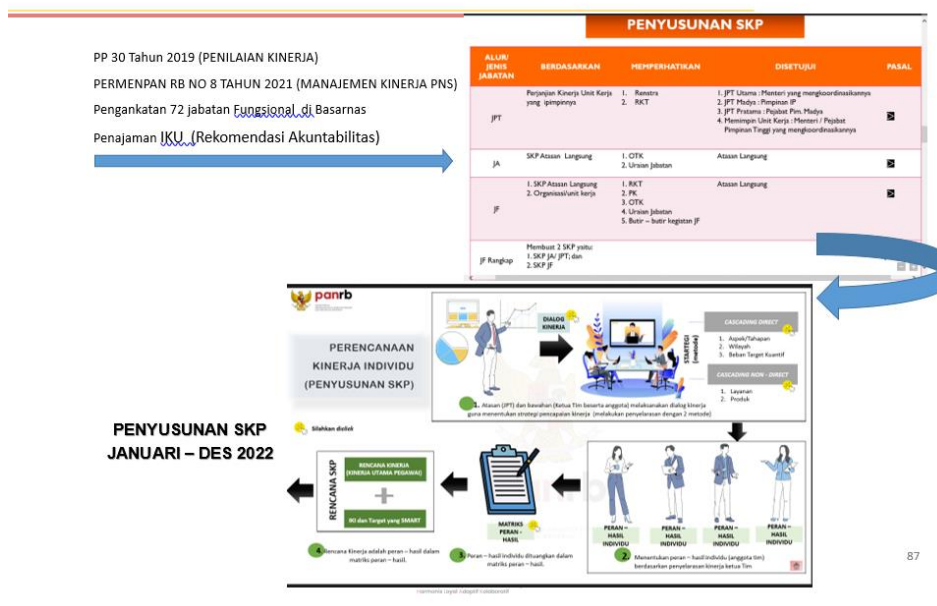 PP 30 Tahun 2019 (PENILAIAN KINERJA)
PERMENPAN RB NO 8 TAHUN 2021 (MANAJEMEN KINERJA PNS)
Pengankatan 72 jabatan Fungsional di Basarnas
Penajaman IKU (Rekomendasi Akuntabilitas)
PENYUSUNAN SKP
ALUR/ JENIS JABATAN BERDASARKAN MEMPERHATIKAN DISETUJUI PASAL
JPT
Perjanjian Kinerja Unit Kerja
yang ipimpinnya
1. Renstra
2. RKT
1. JPT Utama : Menteri yang mengkoordinasikannya
2. JPT Madya : Pimpinan IP
3. JPT Pratama : Pejabat Pim. Madya
4. Memimpin Unit Kerja : Menteri / Pejabat
Pimpinan Tinggi yang mengkoordinasikannya
JA
SKP Atasan Langsung
1. OTK
2. Uraian Jabatan
Atasan Langsung
JF
1. SKP Atasan Langsung
2. Organisasi/unit kerja
1. RKT
2. PK
3. OTK
4. Uraian Jabatan
5. Butir – butir kegiatan JF
Atasan Langsung
JF Rangkap
Membuat 2 SKP yaitu:
1. SKP JA/ JPT; dan
2. SKP JF
panrb
PERENCANAAN
KINERJA INDIVIDU
(PENYUSUNAN SKP)
Silahkan diclick
DIALOG
KINERJA
STARTEGI
(metode)
CASCADING DIRECT
1. Aspek/Tahapan
2. Wilayah
3. Beban Target Kuantif
CASCADING NON - DIRECT
1. Layanan
2. Produk
1. Atasan (JPT) dan bawahan (Ketua Tim beserta anggota) melaksanakan dialog kinerja
guna menentukan strategi pencapaian kinerja (melakukan penyelarasan dengan 2 metode)
PENYUSUNAN SKP
JANUARI – DES 2022
RENCANA SKP
RENCANA KINERJA
(KINERJA UTAMA PEGAWAI)
IKI dan Target yang SMART
4. Rencana Kinerja adalah peran – hasil dalam
matriks peran – hasil.
MATRIKS
PERAN -
HASIL
3. Peran – hasil individu dituangkan dalam
matriks peran – hasil.
PERAN –
HASIL
INDIVIDU
PERAN –
HASIL
INDIVIDU
PERAN –
HASIL
INDIVIDU
PERAN –
HASIL
INDIVIDU
2. Menentukan peran – hasil individu (anggota tim)
berdasarkan penyelarasan kinerja ketua Tim
87